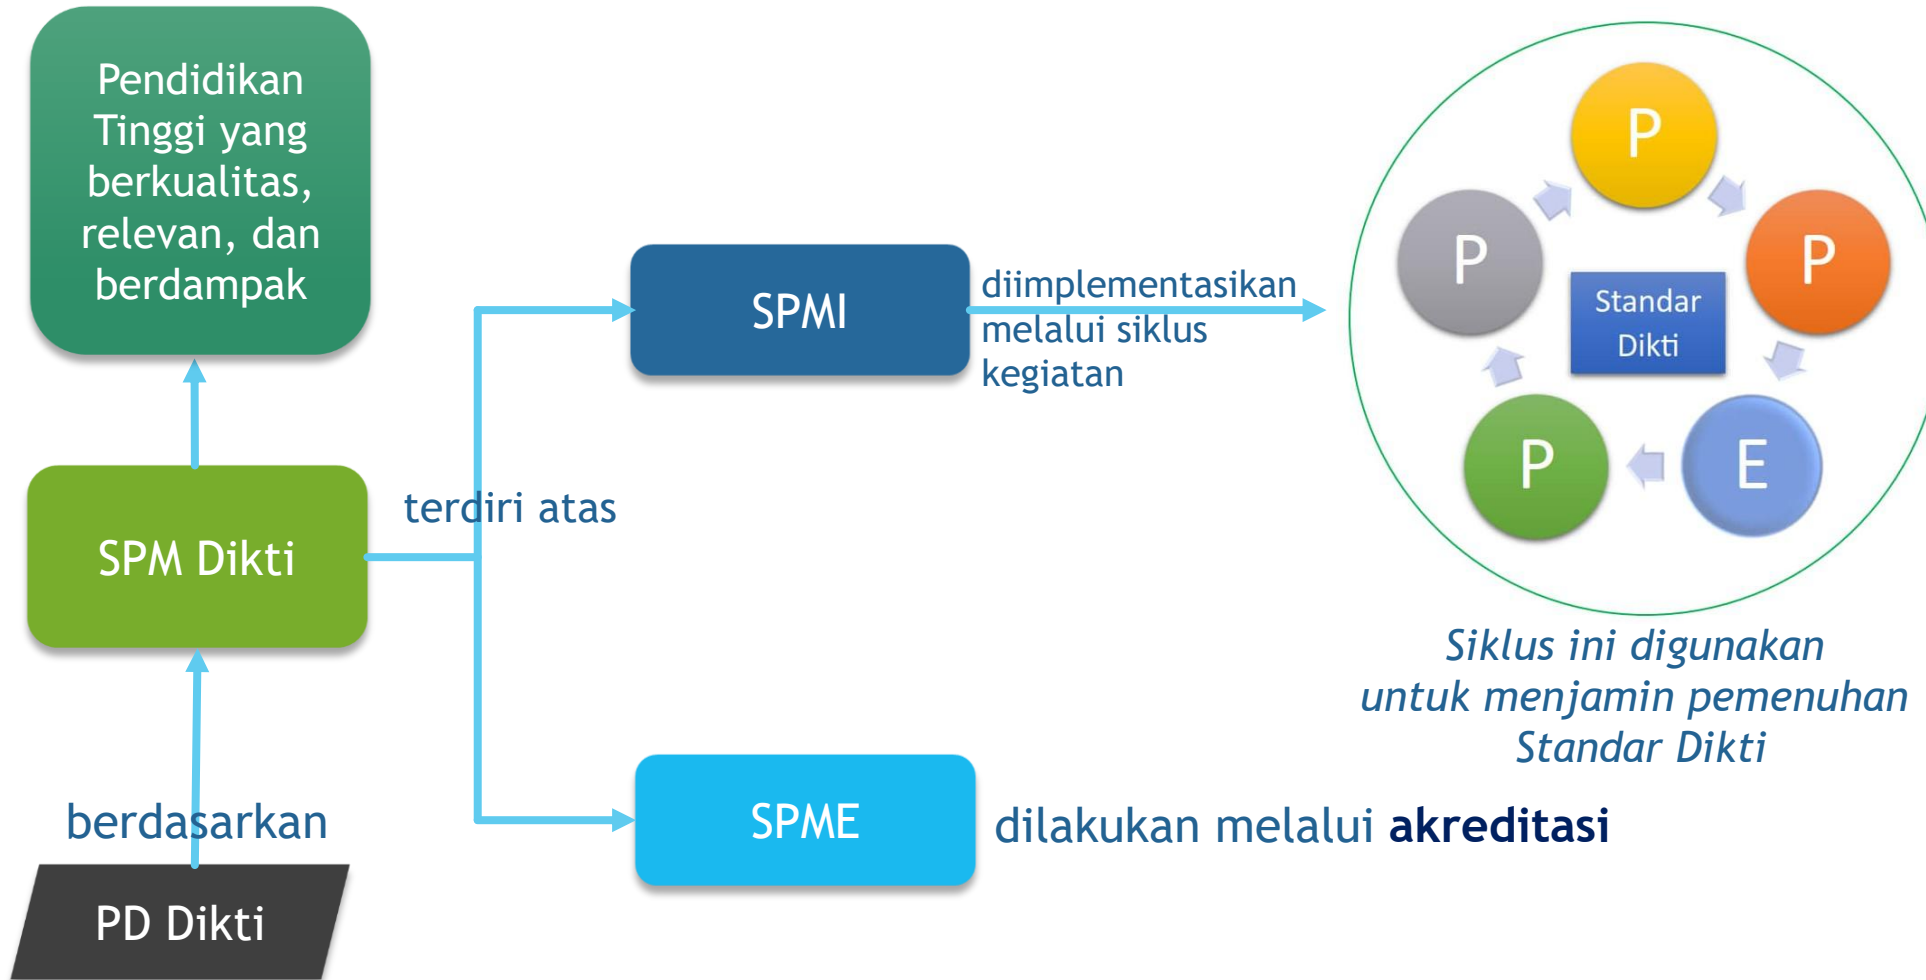 Pendidikan
Tinggi yang
berkualitas,
relevan, dan
berdampak
SPM Dikti
berdasarkan
PD Dikti
terdiri atas
SPMI
diimplementasikan
melalui siklus
kegiatan
SPME
dilakukan melalui akreditasi
P
P
E
P
P
Standar
Dikti
Siklus ini digunakan
untuk menjamin pemenuhan
Standar Dikti